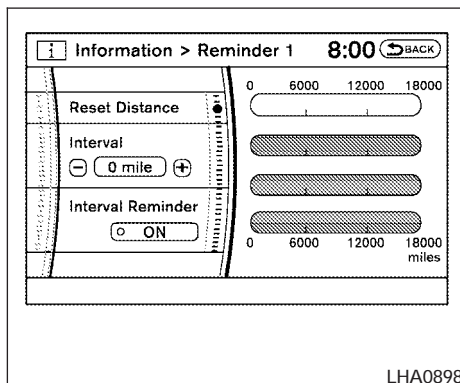 i Information > Reminder 1 8:00 BACK
0 6000 12000 18000
Reset Distance
Interval
− 0 mile +
Interval Reminder
ON
0 6000 12000 18000
miles
LHA0898